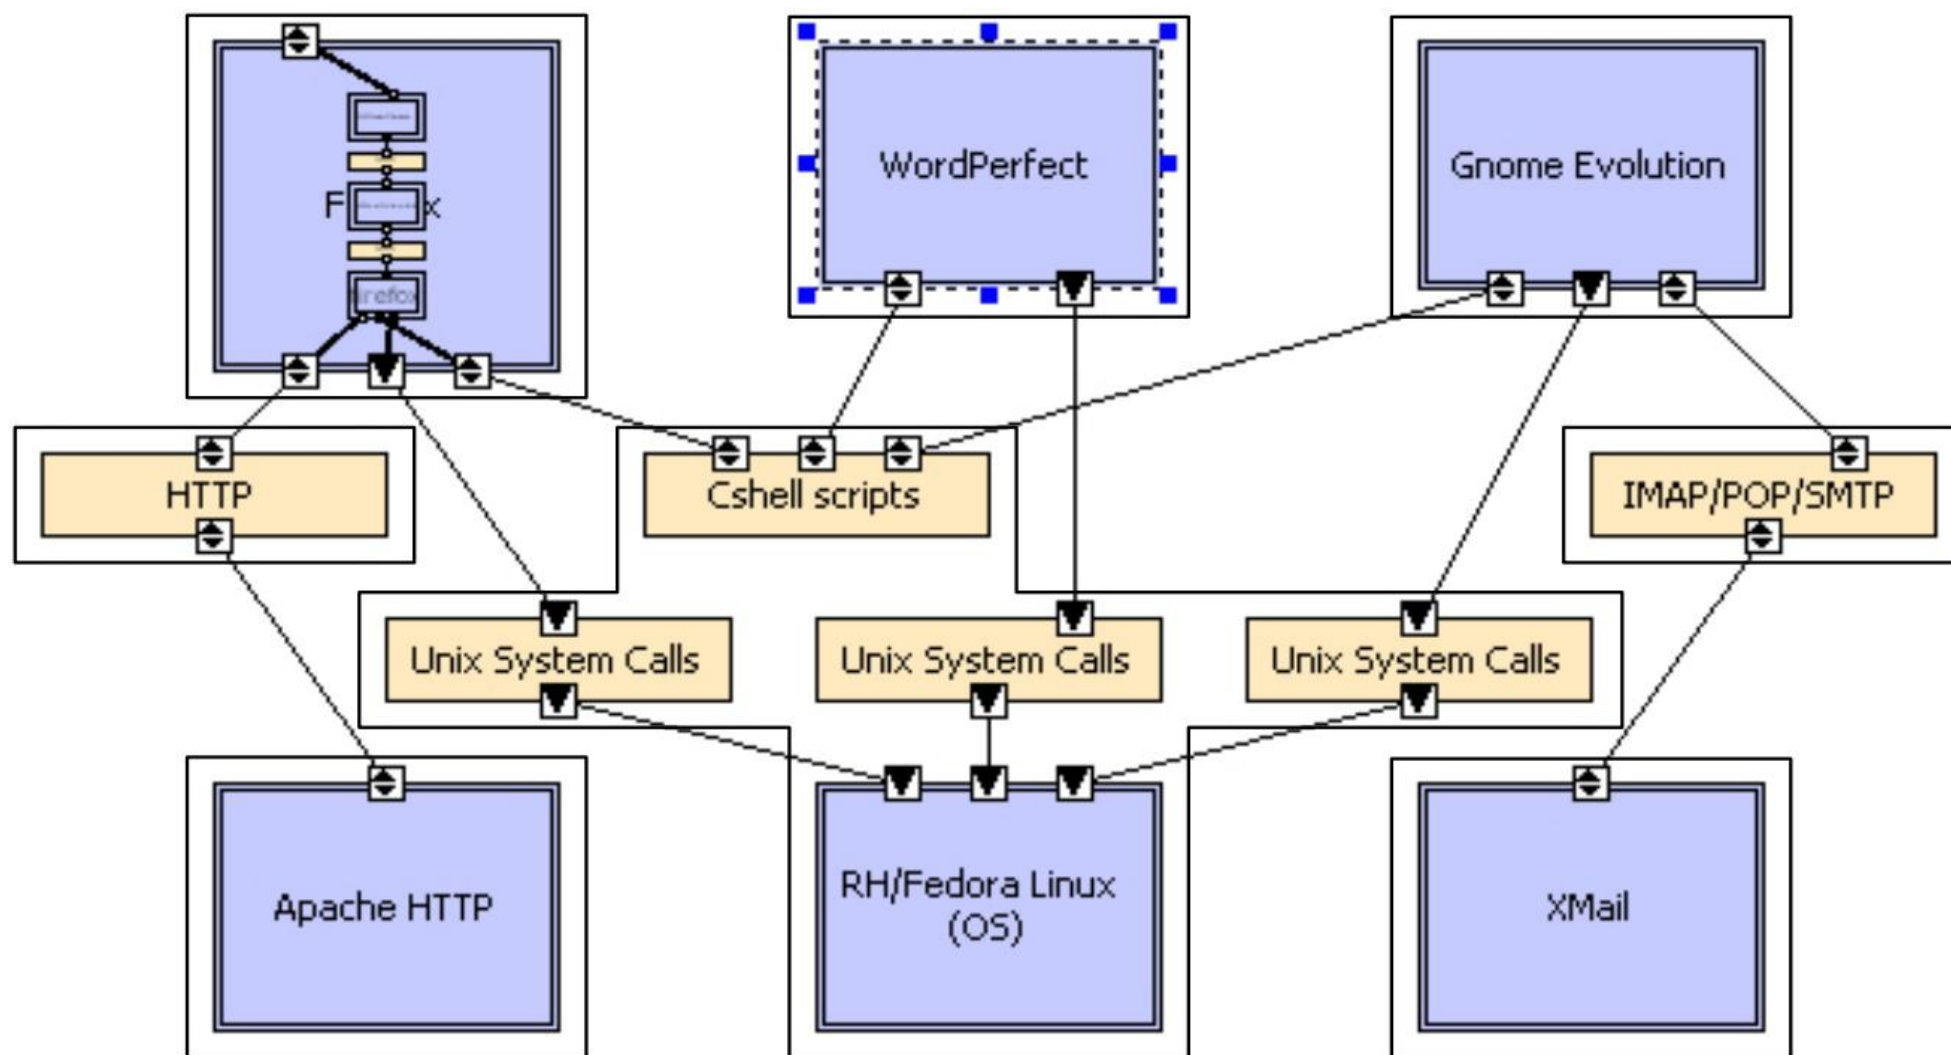 WordPerfect
Gnome Evolution
F x
firefox
HTTP
Cshell scripts
IMAP/POP/SMTP
Unix System Calls
Unix System Calls
Unix System Calls
Apache HTTP
RH/Fedora Linux
(OS)
XMail